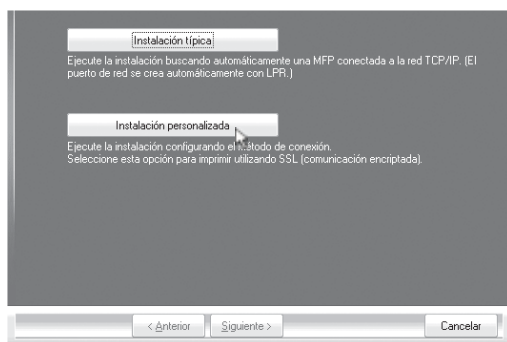 Instalación típica
Ejecute la instalación buscando automáticamente una MFP conectada a la red TCP/IP. (El
puerto de red se crea automáticamente con LPR.)
Instalación personalizada
Ejecute la instalación configurando el método de conexión.
Seleccione esta opción para imprimir utilizando SSL (comunicación encriptada).
< Anterior Siguiente > Cancelar